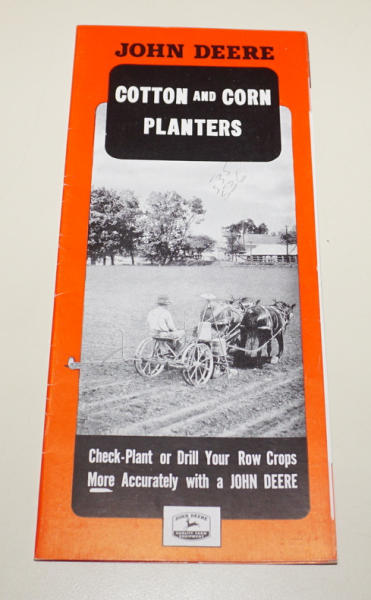 JOHN DEERE
COTTON AND CORN
PLANTERS
Check-Plant or Drill Your Row Crops
More Accurately with a JOHN DEERE
JOHN DEERE
QUALITY FARM
EQUIPMENT